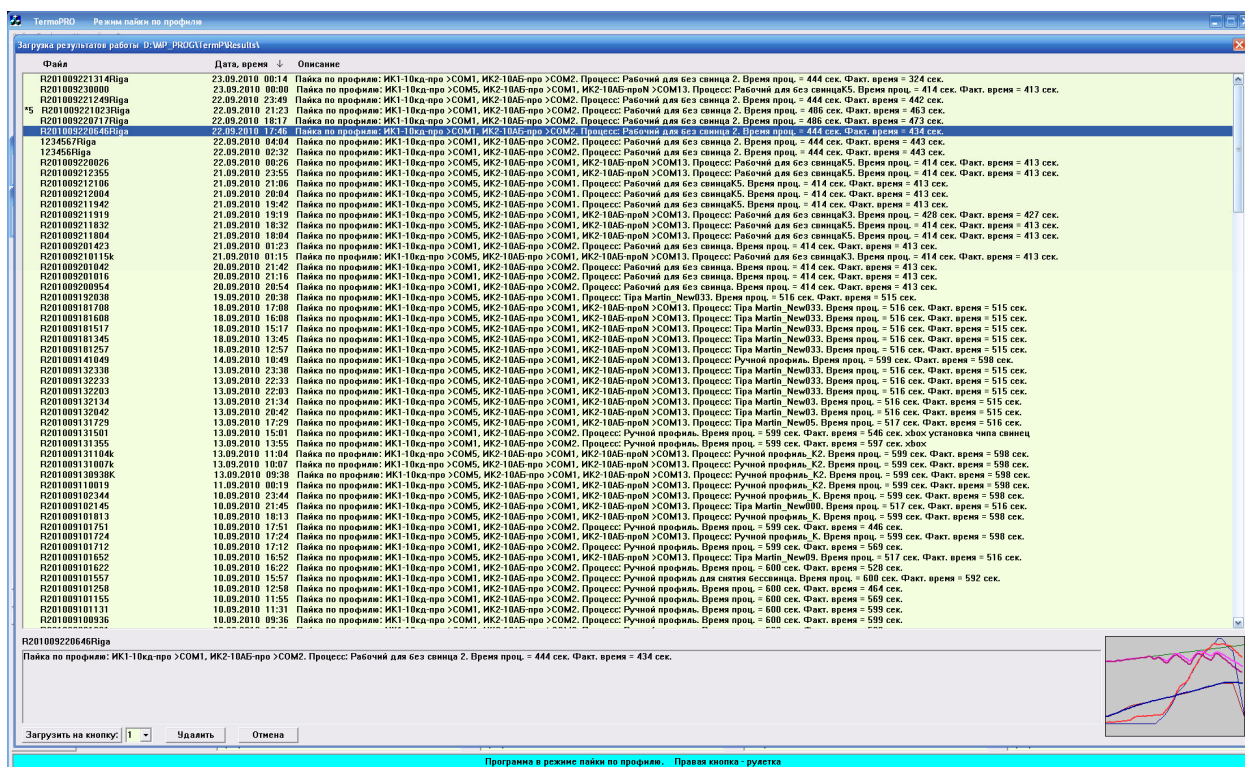 TermoPRO Режим пайки по профилю
Загрузка результатов работы D:\WP_PROG\TermP\Results\
Файл Дата, время ↓ Описание
R201009221314Riga 23.09.2010 00:14 Пайка по профилю: ИК1-10кд-про >COM1, ИК2-10АБ-про >COM2. Процесс: Рабочий для без свинца 2. Время проц. = 444 сек. Факт. время = 324 сек.
R201009230000 23.09.2010 00:00 Пайка по профилю: ИК1-10кд-про >COM5, ИК2-10АБ-проN >COM13. Процесс: Рабочий для без свинцаК5. Время проц. = 414 сек. Факт. время = 413 сек.
R201009221249Riga 22.09.2010 23:49 Пайка по профилю: ИК1-10кд-про >COM1, ИК2-10АБ-про >COM2. Процесс: Рабочий для без свинца 2. Время проц. = 444 сек. Факт. время = 442 сек.
*5 R201009221023Riga 22.09.2010 21:23 Пайка по профилю: ИК1-10кд-про >COM1, ИК2-10АБ-про >COM2. Процесс: Рабочий для без свинца 2. Время проц. = 486 сек. Факт. время = 463 сек.
R201009220717Riga 22.09.2010 18:17 Пайка по профилю: ИК1-10кд-про >COM1, ИК2-10АБ-про >COM2. Процесс: Рабочий для без свинца 2. Время проц. = 486 сек. Факт. время = 473 сек.
R201009220646Riga 22.09.2010 17:46 Пайка по профилю: ИК1-10кд-про >COM1, ИК2-10АБ-про >COM2. Процесс: Рабочий для без свинца 2. Время проц. = 444 сек. Факт. время = 434 сек.
1234567Riga 22.09.2010 04:04 Пайка по профилю: ИК1-10кд-про >COM1, ИК2-10АБ-про >COM2. Процесс: Рабочий для без свинца 2. Время проц. = 444 сек. Факт. время = 443 сек.
123456Riga 22.09.2010 02:32 Пайка по профилю: ИК1-10кд-про >COM1, ИК2-10АБ-про >COM2. Процесс: Рабочий для без свинца 2. Время проц. = 444 сек. Факт. время = 443 сек.
R201009220026 22.09.2010 00:26 Пайка по профилю: ИК1-10кд-про >COM5, ИК2-10АБ-проN >COM13. Процесс: Рабочий для без свинцаК5. Время проц. = 414 сек. Факт. время = 413 сек.
R201009212355 21.09.2010 23:55 Пайка по профилю: ИК1-10кд-про >COM5, ИК2-10АБ-проN >COM13. Процесс: Рабочий для без свинцаК5. Время проц. = 414 сек. Факт. время = 413 сек.
R201009212106 21.09.2010 21:06 Пайка по профилю: ИК1-10кд-про >COM5, ИК2-10АБ-про >COM1. Процесс: Рабочий для без свинцаК5. Время проц. = 414 сек. Факт. время = 413 сек.
R201009212004 21.09.2010 20:04 Пайка по профилю: ИК1-10кд-про >COM5, ИК2-10АБ-про >COM1. Процесс: Рабочий для без свинцаК5. Время проц. = 414 сек. Факт. время = 413 сек.
R201009211942 21.09.2010 19:42 Пайка по профилю: ИК1-10кд-про >COM5, ИК2-10АБ-про >COM1. Процесс: Рабочий для без свинцаК5. Время проц. = 414 сек. Факт. время = 413 сек.
R201009211919 21.09.2010 19:19 Пайка по профилю: ИК1-10кд-про >COM5, ИК2-10АБ-про >COM1, ИК2-10АБ-проN >COM13. Процесс: Рабочий для без свинцаК3. Время проц. = 428 сек. Факт. время = 427 сек.
R201009211832 21.09.2010 18:32 Пайка по профилю: ИК1-10кд-про >COM5, ИК2-10АБ-про >COM1, ИК2-10АБ-проN >COM13. Процесс: Рабочий для без свинцаК5. Время проц. = 414 сек. Факт. время = 413 сек.
R201009211804 21.09.2010 18:04 Пайка по профилю: ИК1-10кд-про >COM5, ИК2-10АБ-про >COM1, ИК2-10АБ-проN >COM13. Процесс: Рабочий для без свинцаК5. Время проц. = 414 сек. Факт. время = 413 сек.
R201009201423 21.09.2010 01:23 Пайка по профилю: ИК1-10кд-про >COM1, ИК2-10АБ-про >COM2. Процесс: Рабочий для без свинца. Время проц. = 414 сек. Факт. время = 413 сек.
R201009210115k 21.09.2010 01:15 Пайка по профилю: ИК1-10кд-про >COM5, ИК2-10АБ-про >COM1, ИК2-10АБ-проN >COM13. Процесс: Рабочий для без свинцаК3. Время проц. = 414 сек. Факт. время = 413 сек.
R201009201042 20.09.2010 21:42 Пайка по профилю: ИК1-10кд-про >COM1, ИК2-10АБ-про >COM2. Процесс: Рабочий для без свинца. Время проц. = 414 сек. Факт. время = 413 сек.
R201009201016 20.09.2010 21:16 Пайка по профилю: ИК1-10кд-про >COM1, ИК2-10АБ-про >COM2. Процесс: Рабочий для без свинца. Время проц. = 414 сек. Факт. время = 413 сек.
R201009200954 20.09.2010 20:54 Пайка по профилю: ИК1-10кд-про >COM1, ИК2-10АБ-про >COM2. Процесс: Рабочий для без свинца. Время проц. = 414 сек. Факт. время = 413 сек.
R201009192038 19.09.2010 20:38 Пайка по профилю: ИК1-10кд-про >COM5, ИК2-10АБ-про >COM1. Процесс: Tipa Martin_New033. Время проц. = 516 сек. Факт. время = 515 сек.
R201009181708 18.09.2010 17:08 Пайка по профилю: ИК1-10кд-про >COM5, ИК2-10АБ-про >COM1, ИК2-10АБ-проN >COM13. Процесс: Tipa Martin_New033. Время проц. = 516 сек. Факт. время = 515 сек.
R201009181608 18.09.2010 16:08 Пайка по профилю: ИК1-10кд-про >COM5, ИК2-10АБ-про >COM1, ИК2-10АБ-проN >COM13. Процесс: Tipa Martin_New033. Время проц. = 516 сек. Факт. время = 515 сек.
R201009181517 18.09.2010 15:17 Пайка по профилю: ИК1-10кд-про >COM5, ИК2-10АБ-про >COM1, ИК2-10АБ-проN >COM13. Процесс: Tipa Martin_New033. Время проц. = 516 сек. Факт. время = 515 сек.
R201009181345 18.09.2010 13:45 Пайка по профилю: ИК1-10кд-про >COM5, ИК2-10АБ-про >COM1, ИК2-10АБ-проN >COM13. Процесс: Tipa Martin_New033. Время проц. = 516 сек. Факт. время = 515 сек.
R201009181257 18.09.2010 12:57 Пайка по профилю: ИК1-10кд-про >COM5, ИК2-10АБ-про >COM1, ИК2-10АБ-проN >COM13. Процесс: Tipa Martin_New033. Время проц. = 516 сек. Факт. время = 515 сек.
R201009141049 14.09.2010 10:49 Пайка по профилю: ИК1-10кд-про >COM5, ИК2-10АБ-про >COM1, ИК2-10АБ-проN >COM13. Процесс: Ручной профиль. Время проц. = 599 сек. Факт. время = 598 сек.
R201009132338 13.09.2010 23:38 Пайка по профилю: ИК1-10кд-про >COM5, ИК2-10АБ-про >COM1, ИК2-10АБ-проN >COM13. Процесс: Tipa Martin_New033. Время проц. = 516 сек. Факт. время = 515 сек.
R201009132233 13.09.2010 22:33 Пайка по профилю: ИК1-10кд-про >COM5, ИК2-10АБ-про >COM1, ИК2-10АБ-проN >COM13. Процесс: Tipa Martin_New033. Время проц. = 516 сек. Факт. время = 515 сек.
R201009132203 13.09.2010 22:03 Пайка по профилю: ИК1-10кд-про >COM5, ИК2-10АБ-про >COM1, ИК2-10АБ-проN >COM13. Процесс: Tipa Martin_New033. Время проц. = 516 сек. Факт. время = 515 сек.
R201009132134 13.09.2010 21:34 Пайка по профилю: ИК1-10кд-про >COM5, ИК2-10АБ-про >COM1, ИК2-10АБ-проN >COM13. Процесс: Tipa Martin_New03. Время проц. = 516 сек. Факт. время = 515 сек.
R201009132042 13.09.2010 20:42 Пайка по профилю: ИК1-10кд-про >COM5, ИК2-10АБ-про >COM1, ИК2-10АБ-проN >COM13. Процесс: Tipa Martin_New03. Время проц. = 516 сек. Факт. время = 515 сек.
R201009131729 13.09.2010 17:29 Пайка по профилю: ИК1-10кд-про >COM5, ИК2-10АБ-про >COM1, ИК2-10АБ-проN >COM13. Процесс: Tipa Martin_New05. Время проц. = 517 сек. Факт. время = 516 сек.
R201009131501 13.09.2010 15:01 Пайка по профилю: ИК1-10кд-про >COM1, ИК2-10АБ-про >COM2. Процесс: Ручной профиль. Время проц. = 599 сек. Факт. время = 546 сек. xbox установка чипа свинец
R201009131355 13.09.2010 13:55 Пайка по профилю: ИК1-10кд-про >COM1, ИК2-10АБ-про >COM2. Процесс: Ручной профиль. Время проц. = 599 сек. Факт. время = 597 сек. xbox
R201009131104k 13.09.2010 11:04 Пайка по профилю: ИК1-10кд-про >COM5, ИК2-10АБ-про >COM1, ИК2-10АБ-проN >COM13. Процесс: Ручной профиль_К2. Время проц. = 599 сек. Факт. время = 598 сек.
R201009131007k 13.09.2010 10:07 Пайка по профилю: ИК1-10кд-про >COM5, ИК2-10АБ-про >COM1, ИК2-10АБ-проN >COM13. Процесс: Ручной профиль_К2. Время проц. = 599 сек. Факт. время = 598 сек.
R201009130938K 13.09.2010 09:38 Пайка по профилю: ИК1-10кд-про >COM5, ИК2-10АБ-про >COM1, ИК2-10АБ-проN >COM13. Процесс: Ручной профиль_К2. Время проц. = 599 сек. Факт. время = 598 сек.
R201009110019 11.09.2010 00:19 Пайка по профилю: ИК1-10кд-про >COM5, ИК2-10АБ-про >COM1, ИК2-10АБ-проN >COM13. Процесс: Ручной профиль_К2. Время проц. = 599 сек. Факт. время = 598 сек.
R201009102344 10.09.2010 23:44 Пайка по профилю: ИК1-10кд-про >COM5, ИК2-10АБ-про >COM1, ИК2-10АБ-проN >COM13. Процесс: Ручной профиль_К. Время проц. = 599 сек. Факт. время = 598 сек.
R201009102145 10.09.2010 21:45 Пайка по профилю: ИК1-10кд-про >COM5, ИК2-10АБ-про >COM1, ИК2-10АБ-проN >COM13. Процесс: Tipa Martin_New000. Время проц. = 517 сек. Факт. время = 516 сек.
R201009101813 10.09.2010 18:13 Пайка по профилю: ИК1-10кд-про >COM5, ИК2-10АБ-про >COM1, ИК2-10АБ-проN >COM13. Процесс: Ручной профиль_К. Время проц. = 599 сек. Факт. время = 598 сек.
R201009101751 10.09.2010 17:51 Пайка по профилю: ИК1-10кд-про >COM1, ИК2-10АБ-про >COM2. Процесс: Ручной профиль. Время проц. = 599 сек. Факт. время = 446 сек.
R201009101724 10.09.2010 17:24 Пайка по профилю: ИК1-10кд-про >COM5, ИК2-10АБ-про >COM1, ИК2-10АБ-проN >COM13. Процесс: Ручной профиль_К. Время проц. = 599 сек. Факт. время = 598 сек.
R201009101712 10.09.2010 17:12 Пайка по профилю: ИК1-10кд-про >COM1, ИК2-10АБ-про >COM2. Процесс: Ручной профиль. Время проц. = 599 сек. Факт. время = 569 сек.
R201009101652 10.09.2010 16:52 Пайка по профилю: ИК1-10кд-про >COM5, ИК2-10АБ-про >COM1, ИК2-10АБ-проN >COM13. Процесс: Tipa Martin_New09. Время проц. = 517 сек. Факт. время = 516 сек.
R201009101622 10.09.2010 16:22 Пайка по профилю: ИК1-10кд-про >COM1, ИК2-10АБ-про >COM2. Процесс: Ручной профиль. Время проц. = 600 сек. Факт. время = 528 сек.
R201009101557 10.09.2010 15:57 Пайка по профилю: ИК1-10кд-про >COM1, ИК2-10АБ-про >COM2. Процесс: Ручной профиль для снятия бессвинца. Время проц. = 600 сек. Факт. время = 592 сек.
R201009101258 10.09.2010 12:58 Пайка по профилю: ИК1-10кд-про >COM1, ИК2-10АБ-про >COM2. Процесс: Ручной профиль. Время проц. = 600 сек. Факт. время = 464 сек.
R201009101155 10.09.2010 11:55 Пайка по профилю: ИК1-10кд-про >COM1, ИК2-10АБ-про >COM2. Процесс: Ручной профиль. Время проц. = 600 сек. Факт. время = 569 сек.
R201009101131 10.09.2010 11:31 Пайка по профилю: ИК1-10кд-про >COM1, ИК2-10АБ-про >COM2. Процесс: Ручной профиль. Время проц. = 600 сек. Факт. время = 599 сек.
R201009100936 10.09.2010 09:36 Пайка по профилю: ИК1-10кд-про >COM1, ИК2-10АБ-про >COM2. Процесс: Ручной профиль. Время проц. = 600 сек. Факт. время = 599 сек.
R201009220646Riga
Пайка по профилю: ИК1-10кд-про >COM1, ИК2-10АБ-про >COM2. Процесс: Рабочий для без свинца 2. Время проц. = 444 сек. Факт. время = 434 сек.
Загрузить на кнопку: 1 Удалить Отмена
Программа в режиме пайки по профилю. Правая кнопка - рулетка